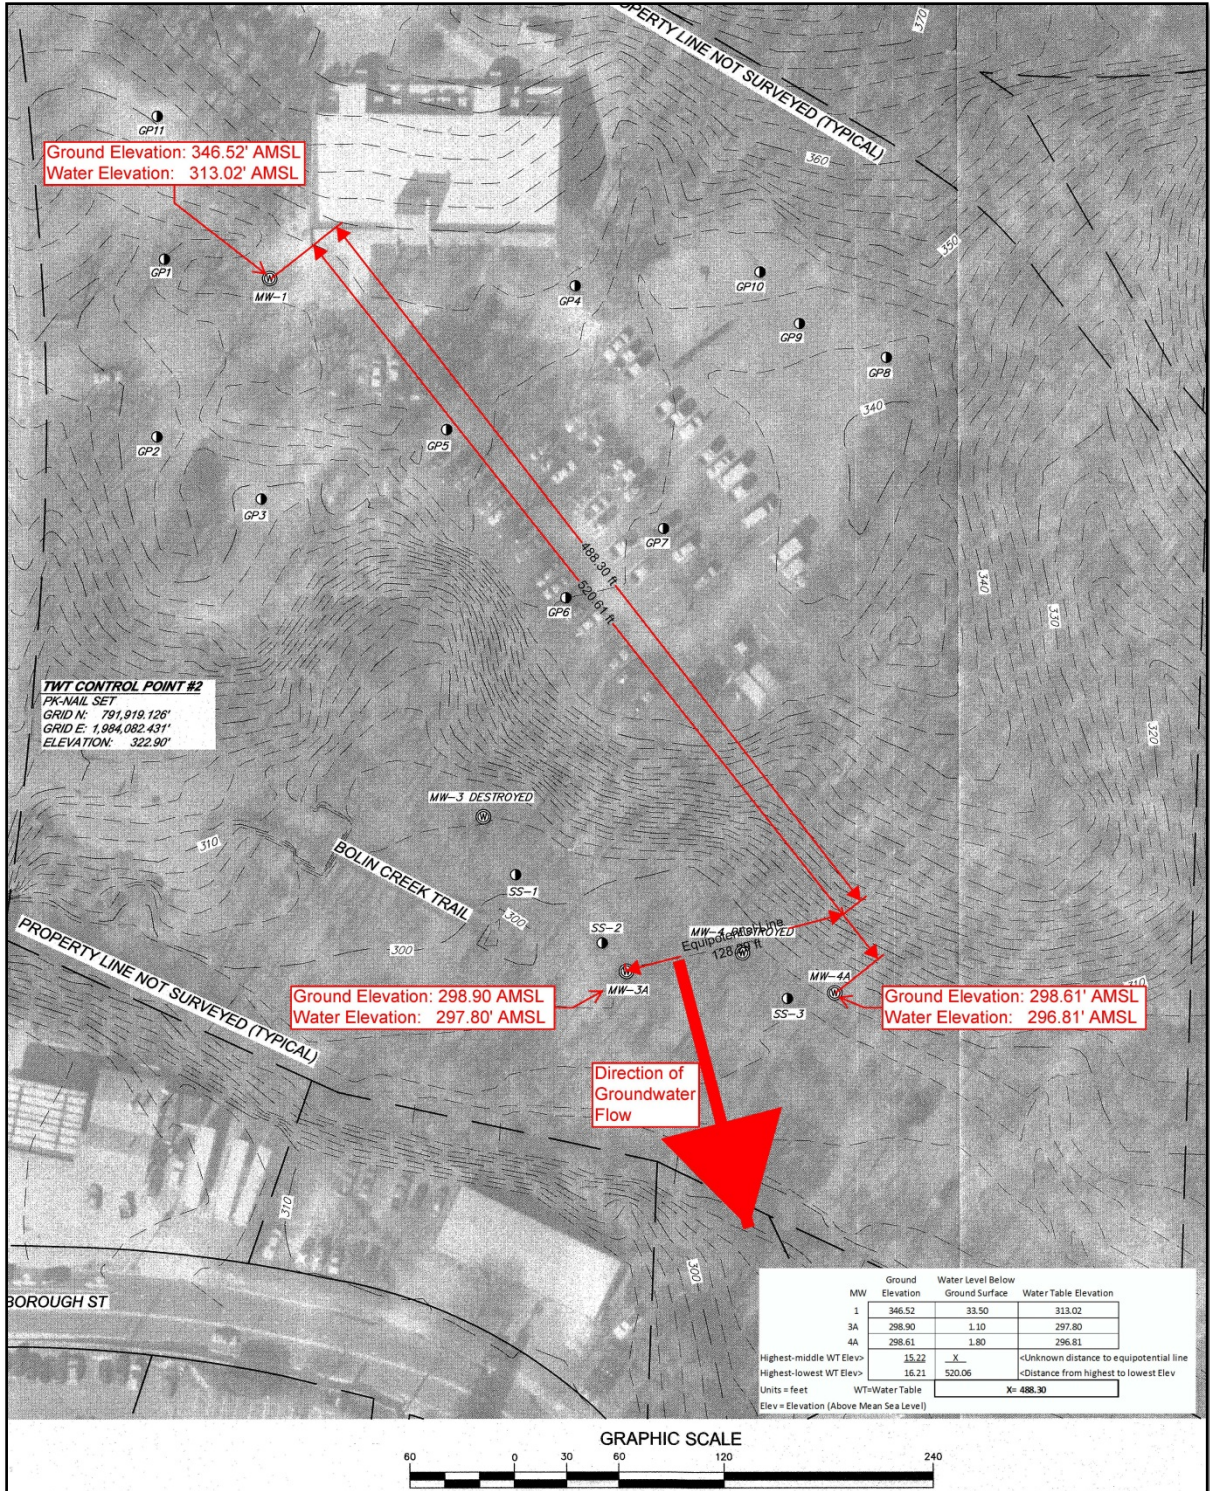 PROPERTY LINE NOT SURVEYED (TYPICAL)
370
360
350
GP11
Ground Elevation: 346.52' AMSL
Water Elevation: 313.02' AMSL
GP1
MW-1
GP4
GP10
GP9
GP8
340
GP2
GP5
GP3
GP7
488.30 ft
520.61 ft
GP6
340
330
320
TWT CONTROL POINT #2
PK-NAIL SET
GRID N: 791,919.126'
GRID E: 1,984,082.431'
ELEVATION: 322.90'
MW-3 DESTROYED
310
BOLIN CREEK TRAIL
SS-1
300
300
SS-2
MW-4 DESTROYED
Equipotential Line
128.29 ft
MW-3A
MW-4A
SS-3
310
PROPERTY LINE NOT SURVEYED (TYPICAL)
Ground Elevation: 298.90 AMSL
Water Elevation: 297.80' AMSL
Ground Elevation: 298.61' AMSL
Water Elevation: 296.81' AMSL
Direction of
Groundwater
Flow
310
300
BOROUGH ST
Ground Water Level Below
MW Elevation Ground Surface Water Table Elevation
1 346.52 33.50 313.02
3A 298.90 1.10 297.80
4A 298.61 1.80 296.81
Highest-middle WT Elev> 15.22 X <Unknown distance to equipotential line
Highest-lowest WT Elev> 16.21 520.06 <Distance from highest to lowest Elev
Units = feet WT=Water Table X= 488.30
Elev = Elevation (Above Mean Sea Level)
GRAPHIC SCALE
60 0 30 60 120 240